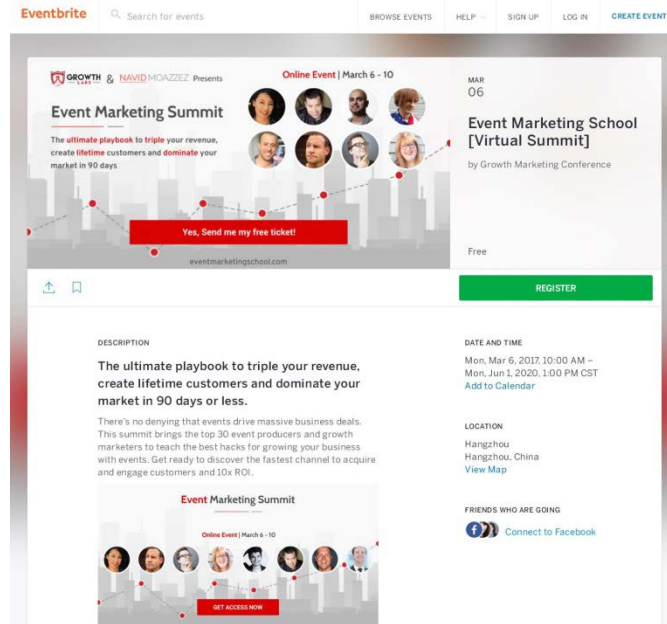 Eventbrite
Search for events
BROWSE EVENTS
HELP
SIGN UP
LOG IN
CREATE EVENT
GROWTH LABS & NAVID MOAZZEZ Presents
Online Event | March 6 - 10
Event Marketing Summit
The ultimate playbook to triple your revenue,
create lifetime customers and dominate your
market in 90 days
Yes, Send me my free ticket!
eventmarketingschool.com
MAR
06
Event Marketing School
[Virtual Summit]
by Growth Marketing Conference
Free
REGISTER
DESCRIPTION
The ultimate playbook to triple your revenue,
create lifetime customers and dominate your
market in 90 days or less.
There's no denying that events drive massive business deals.
This summit brings the top 30 event producers and growth
marketers to teach the best hacks for growing your business
with events. Get ready to discover the fastest channel to acquire
and engage customers and 10x ROI.
Event Marketing Summit
Online Event | March 6 - 10
GET ACCESS NOW
DATE AND TIME
Mon, Mar 6, 2017, 10:00 AM –
Mon, Jun 1, 2020, 1:00 PM CST
Add to Calendar
LOCATION
Hangzhou
Hangzhou, China
View Map
FRIENDS WHO ARE GOING
Connect to Facebook